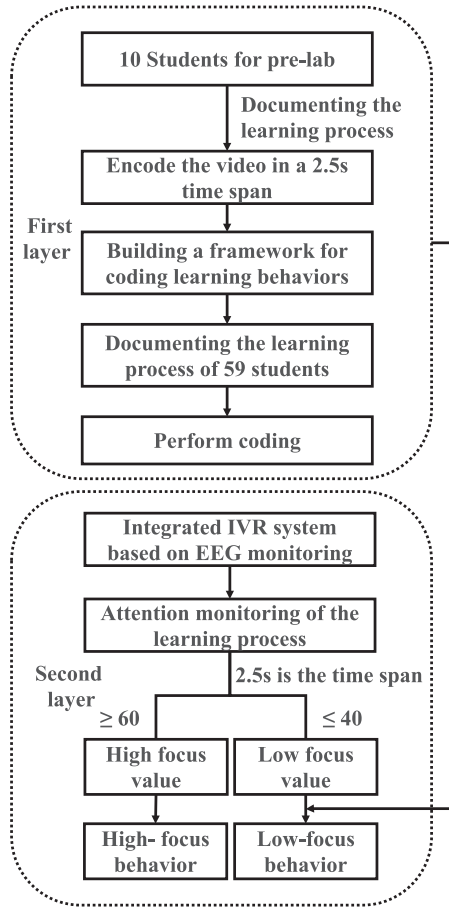 10 Students for pre-lab
Documenting the
learning process
Encode the video in a 2.5s
time span
First
layer
Building a framework for
coding learning behaviors
Documenting the learning
process of 59 students
Perform coding
Integrated IVR system
based on EEG monitoring
Attention monitoring of the
learning process
Second
layer
2.5s is the time span
≥ 60
≤ 40
High focus
value
Low focus
value
High- focus
behavior
Low-focus
behavior